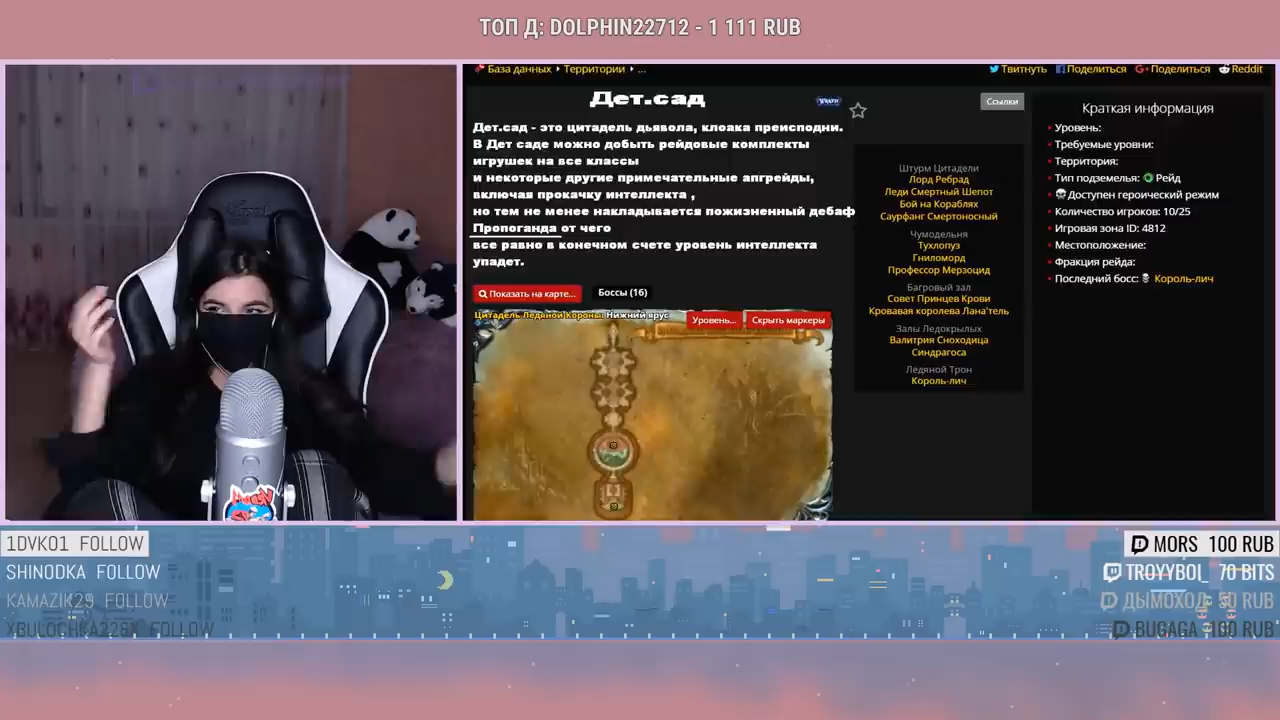 ТОП Д: DOLPHIN22712 - 1 111 RUB
База данных ‣ Территории ‣ ...
Твитнуть Поделиться Поделиться Reddit
Дет.сад
WRATH
Ссылки
Дет.сад - это цитадель дьявола, клоака преисподни.
В Дет саде можно добыть рейдовые комплекты
игрушек на все классы
и некоторые другие примечательные апгрейды,
включая прокачку интеллекта ,
но тем не менее накладывается пожизненный дебаф
Пропоганда от чего
все равно в конечном счете уровень интеллекта
упадет.
Показать на карте...
Боссы (16)
Цитадель Ледяной Короны: Нижний ярус
Уровень...
Скрыть маркеры
Штурм Цитадели
Лорд Ребрад
Леди Смертный Шепот
Бой на Кораблях
Саурфанг Смертоносный
Чумодельня
Тухлопуз
Гниломорд
Профессор Мерзоцид
Багровый зал
Совет Принцев Крови
Кровавая королева Лана'тель
Залы Ледокрылых
Валитрия Сноходица
Синдрагоса
Ледяной Трон
Король-лич
Краткая информация
Уровень:
Требуемые уровни:
Территория:
Тип подземелья: Рейд
Доступен героический режим
Количество игроков: 10/25
Игровая зона ID: 4812
Местоположение:
Фракция рейда:
Последний босс: Король-лич
1DVK01 FOLLOW
SHINODKA FOLLOW
KAMAZIK29 FOLLOW
XBULOCHKA228X FOLLOW
MORS 100 RUB
TROYYBOI_ 70 BITS
ДЫМОХОД RUB
BUGAGA 100 RUB